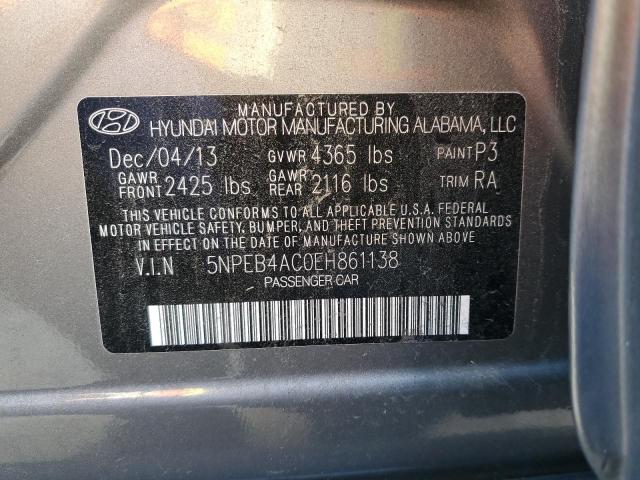 MANUFACTURED BY
HYUNDAI MOTOR MANUFACTURING ALABAMA, LLC
Dec/04/13 GVWR 4365 lbs PAINT P3
GAWR FRONT 2425 lbs GAWR REAR 2116 lbs TRIM RA
THIS VEHICLE CONFORMS TO ALL APPLICABLE U.S.A. FEDERAL
MOTOR VEHICLE SAFETY, BUMPER, AND THEFT PREVENTION
STANDARDS
IN EFFECT ON THE DATE OF MANUFACTURE SHOWN ABOVE
V.I.N 5NPEB4AC0EH861138
PASSENGER CAR